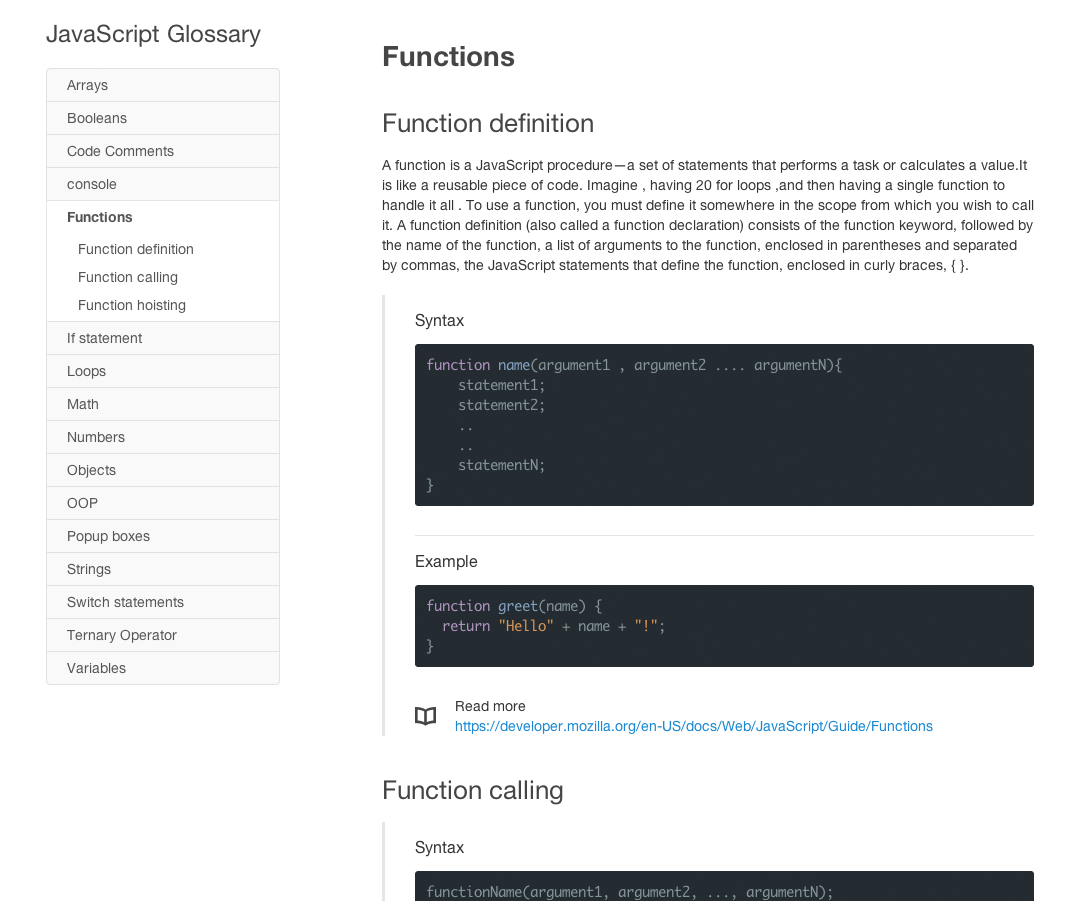 JavaScript Glossary
Arrays
Booleans
Code Comments
console
Functions
Function definition
Function calling
Function hoisting
If statement
Loops
Math
Numbers
Objects
OOP
Popup boxes
Strings
Switch statements
Ternary Operator
Variables
Functions
Function definition
A function is a JavaScript procedure—a set of statements that performs a task or calculates a value.It
is like a reusable piece of code. Imagine , having 20 for loops ,and then having a single function to
handle it all . To use a function, you must define it somewhere in the scope from which you wish to call
it. A function definition (also called a function declaration) consists of the function keyword, followed by
the name of the function, a list of arguments to the function, enclosed in parentheses and separated
by commas, the JavaScript statements that define the function, enclosed in curly braces, { }.
Syntax
function name(argument1 , argument2 .... argumentN){
    statement1;
    statement2;
    ..
    ..
    statementN;
}
Example
function greet(name) {
  return "Hello" + name + "!";
}
Read more
https://developer.mozilla.org/en-US/docs/Web/JavaScript/Guide/Functions
Function calling
Syntax
functionName(argument1, argument2, ..., argumentN);